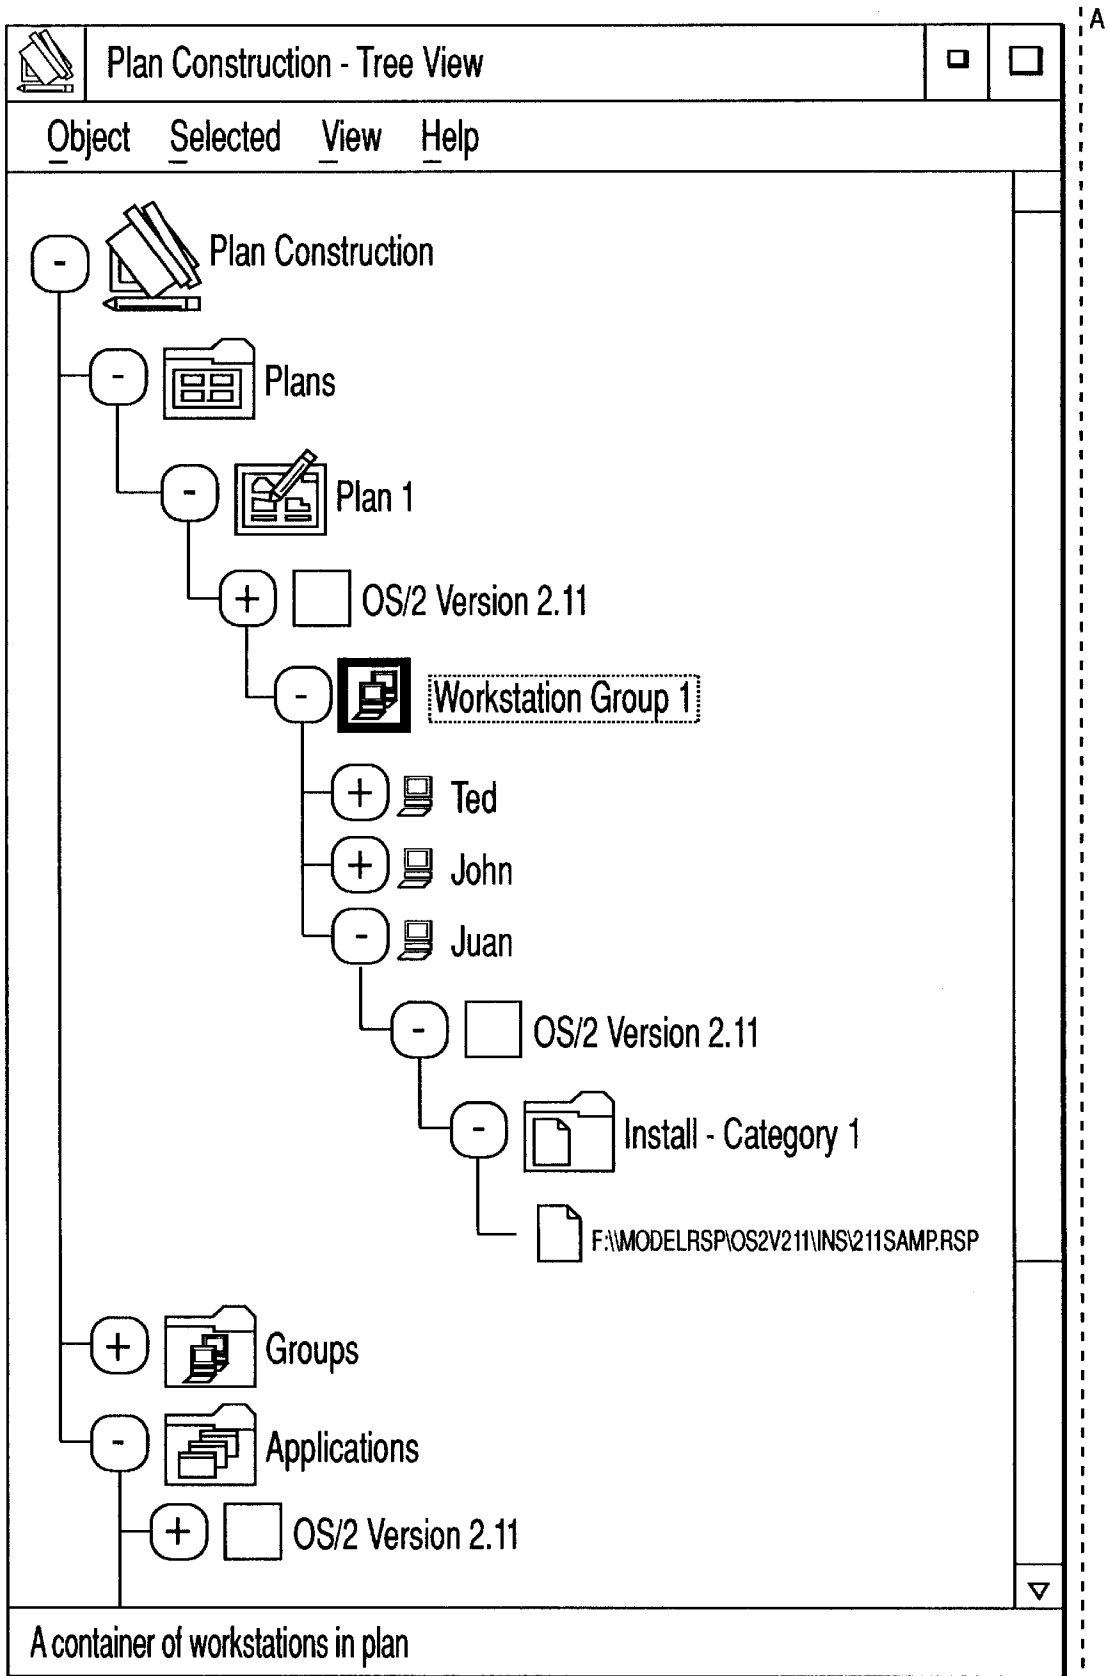 A
Plan Construction - Tree View
Object Selected View Help
- Plan Construction
- Plans
- Plan 1
+ OS/2 Version 2.11
- Workstation Group 1
+ Ted
+ John
- Juan
- OS/2 Version 2.11
- Install - Category 1
F:\\MODELRSP\OS2V211\INS\211SAMP.RSP
+ Groups
- Applications
+ OS/2 Version 2.11
A container of workstations in plan